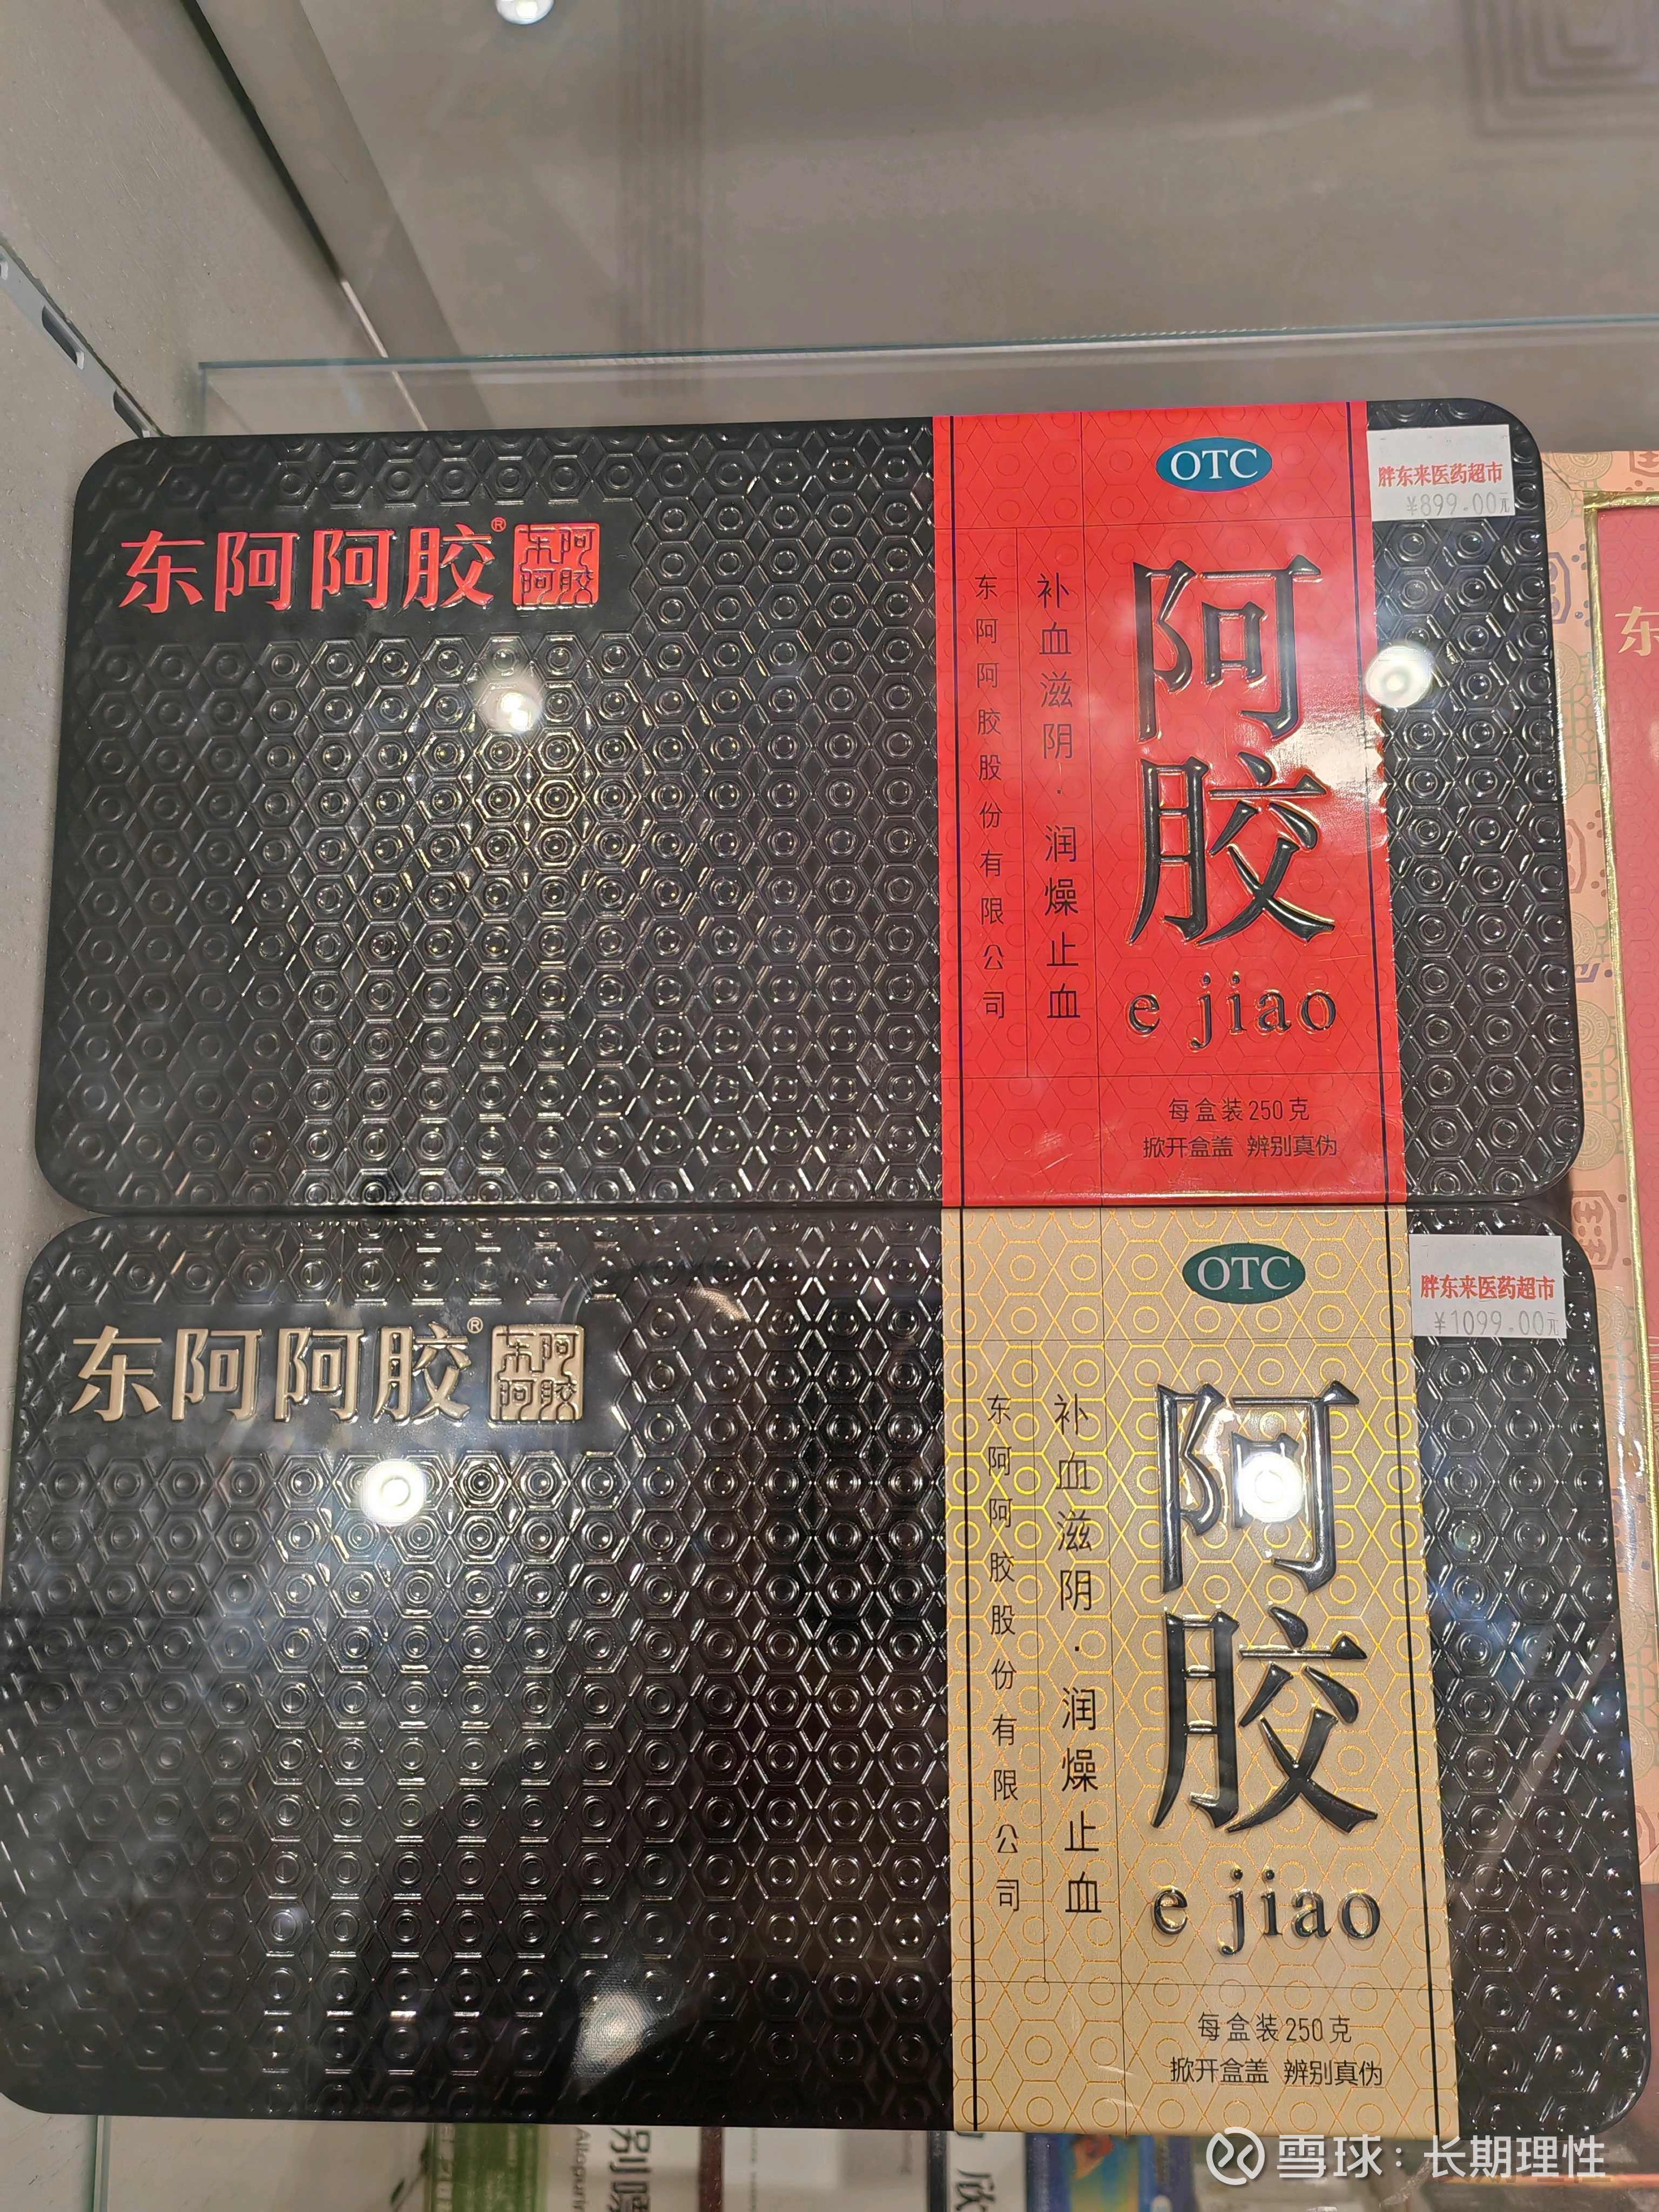 东阿阿胶®
东阿阿胶
OTC
胖东来医药超市
¥899.00元
阿胶
e jiao
补血滋阴·润燥止血
东阿阿胶股份有限公司
每盒装250克
掀开盒盖 辨别真伪
东阿阿胶®
东阿阿胶
OTC
胖东来医药超市
¥1099.00元
阿胶
e jiao
补血滋阴·润燥止血
东阿阿胶股份有限公司
每盒装250克
掀开盒盖 辨别真伪
东
别嘌
Allopurin
欣
雪球：长期理性